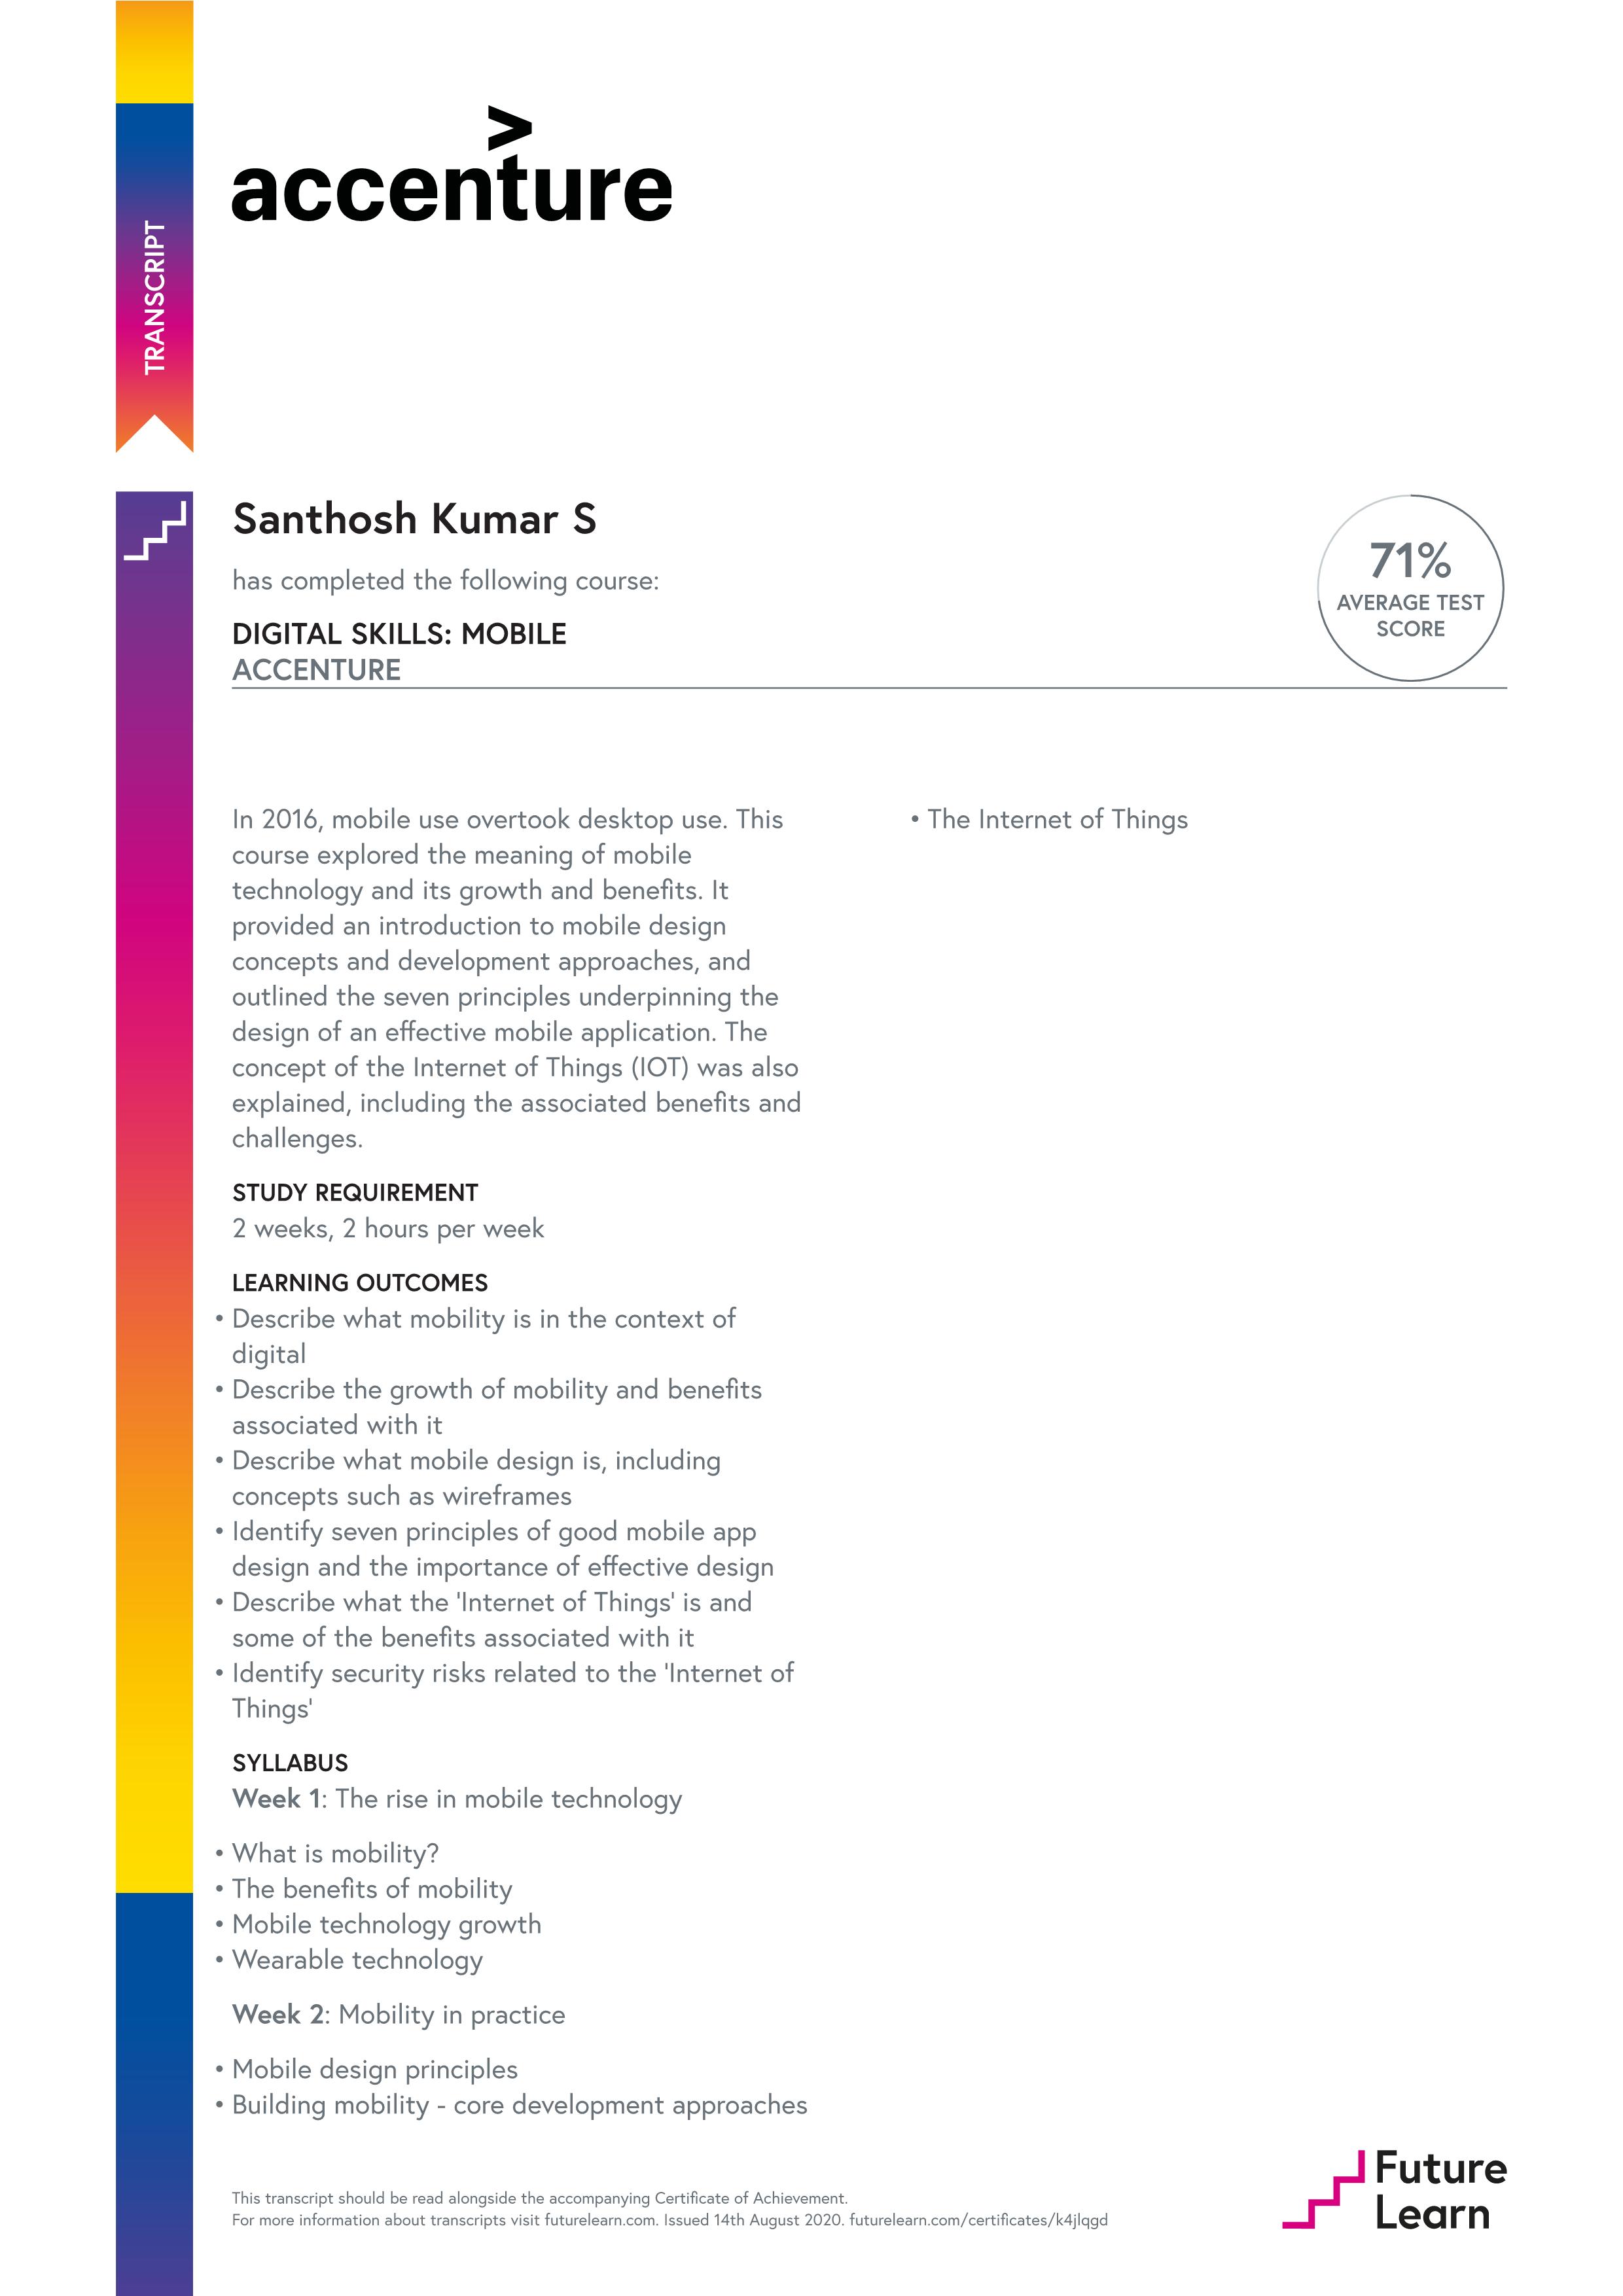 TRANSCRIPT
accenture
Santhosh Kumar S
has completed the following course:
DIGITAL SKILLS: MOBILE
ACCENTURE
71%
AVERAGE TEST
SCORE
In 2016, mobile use overtook desktop use. This
course explored the meaning of mobile
technology and its growth and benefits. It
provided an introduction to mobile design
concepts and development approaches, and
outlined the seven principles underpinning the
design of an effective mobile application. The
concept of the Internet of Things (IOT) was also
explained, including the associated benefits and
challenges.
STUDY REQUIREMENT
2 weeks, 2 hours per week
LEARNING OUTCOMES
• Describe what mobility is in the context of
digital
• Describe the growth of mobility and benefits
associated with it
• Describe what mobile design is, including
concepts such as wireframes
• Identify seven principles of good mobile app
design and the importance of effective design
• Describe what the 'Internet of Things' is and
some of the benefits associated with it
• Identify security risks related to the 'Internet of
Things'
SYLLABUS
Week 1: The rise in mobile technology
• What is mobility?
• The benefits of mobility
• Mobile technology growth
• Wearable technology
Week 2: Mobility in practice
• Mobile design principles
• Building mobility - core development approaches
• The Internet of Things
This transcript should be read alongside the accompanying Certificate of Achievement.
For more information about transcripts visit futurelearn.com. Issued 14th August 2020. futurelearn.com/certificates/k4jlqgd
Future
Learn